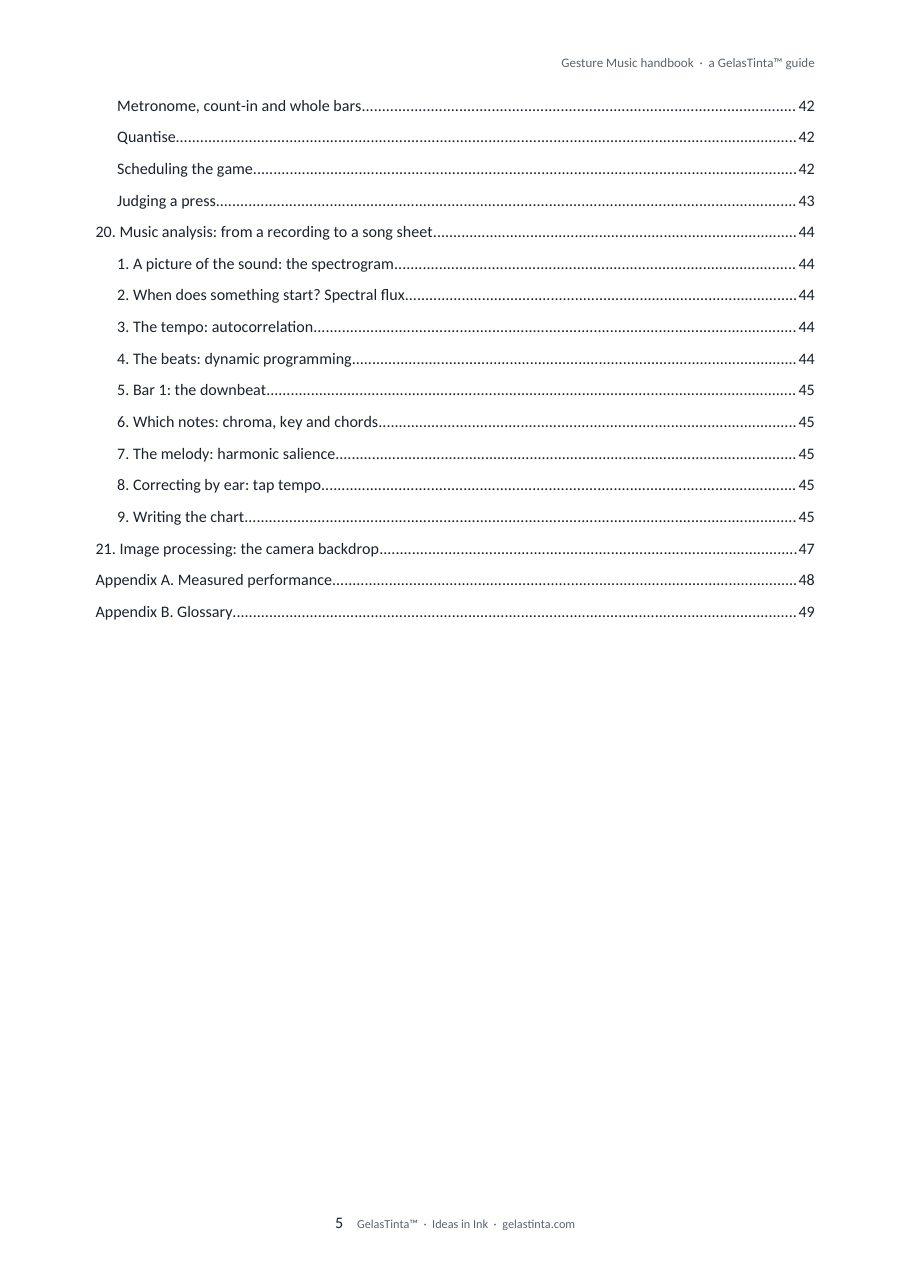 Gesture Music handbook · a GelasTinta™ guide
Metronome, count-in and whole bars 42
Quantise 42
Scheduling the game 42
Judging a press 43
20. Music analysis: from a recording to a song sheet 44
1. A picture of the sound: the spectrogram 44
2. When does something start? Spectral flux 44
3. The tempo: autocorrelation 44
4. The beats: dynamic programming 44
5. Bar 1: the downbeat 45
6. Which notes: chroma, key and chords 45
7. The melody: harmonic salience 45
8. Correcting by ear: tap tempo 45
9. Writing the chart 45
21. Image processing: the camera backdrop 47
Appendix A. Measured performance 48
Appendix B. Glossary 49
5 GelasTinta™ · Ideas in Ink · gelastinta.com